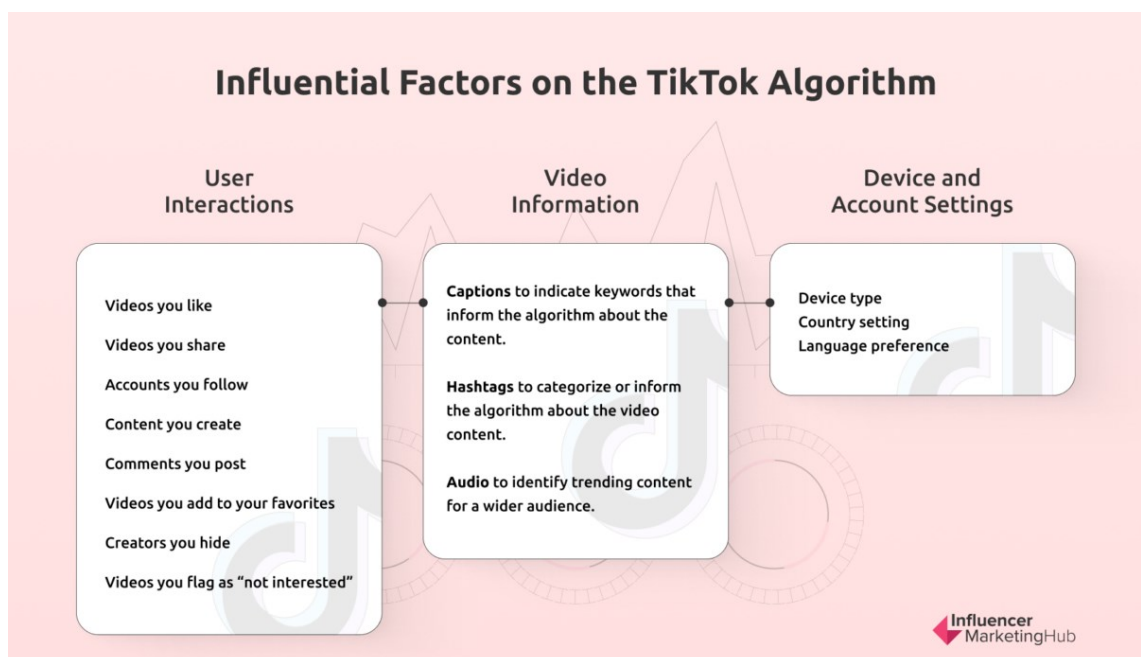 Influential Factors on the TikTok Algorithm
User
Interactions
Videos you like
Videos you share
Accounts you follow
Content you create
Comments you post
Videos you add to your favorites
Creators you hide
Videos you flag as “not interested”
Video
Information
Captions to indicate keywords that
inform the algorithm about the
content.
Hashtags to categorize or inform
the algorithm about the video
content.
Audio to identify trending content
for a wider audience.
Device and
Account Settings
Device type
Country setting
Language preference
Influencer
MarketingHub